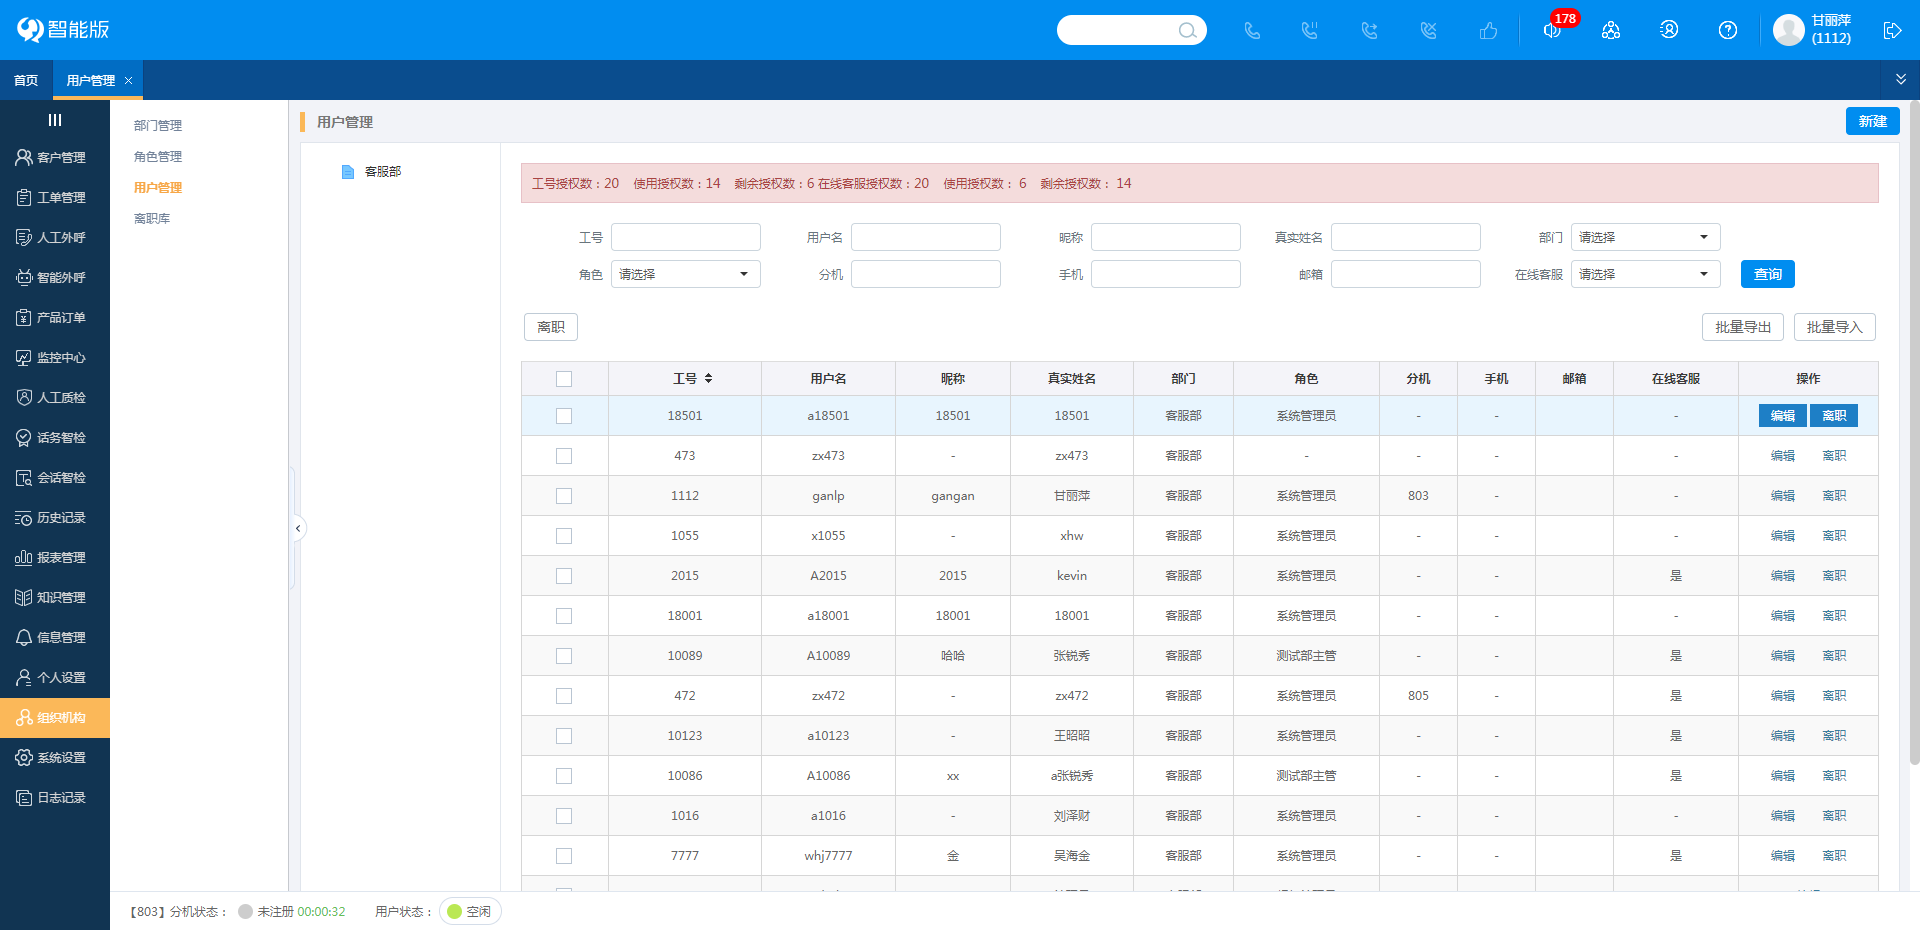 智能版
178
甘丽萍
(1112)
首页
用户管理
客户管理
工单管理
人工外呼
智能外呼
产品订单
监控中心
人工质检
话务智检
会话智检
历史记录
报表管理
知识管理
信息管理
个人设置
组织机构
系统设置
日志记录
部门管理
角色管理
用户管理
离职库
用户管理
新建
客服部
工号授权数：20 使用授权数：14 剩余授权数：6 在线客服授权数：20 使用授权数： 6 剩余授权数： 14
工号 用户名 昵称 真实姓名 部门 请选择
角色 请选择 分机 手机 邮箱 在线客服 请选择 查询
离职 批量导出 批量导入
工号 用户名 昵称 真实姓名 部门 角色 分机 手机 邮箱 在线客服 操作
18501 a18501 18501 18501 客服部 系统管理员 - - - 编辑 离职
473 zx473 - zx473 客服部 - - - - 编辑 离职
1112 ganlp gangan 甘丽萍 客服部 系统管理员 803 - - 编辑 离职
1055 x1055 - xhw 客服部 系统管理员 - - - 编辑 离职
2015 A2015 2015 kevin 客服部 系统管理员 - - 是 编辑 离职
18001 a18001 18001 18001 客服部 系统管理员 - - - 编辑 离职
10089 A10089 哈哈 张锐秀 客服部 测试部主管 - - 是 编辑 离职
472 zx472 - zx472 客服部 系统管理员 805 - 是 编辑 离职
10123 a10123 - 王昭昭 客服部 系统管理员 - - 是 编辑 离职
10086 A10086 xx a张锐秀 客服部 测试部主管 - - 是 编辑 离职
1016 a1016 - 刘泽财 客服部 系统管理员 - - - 编辑 离职
7777 whj7777 金 吴海金 客服部 系统管理员 - - 是 编辑 离职
【803】分机状态： 未注册 00:00:32 用户状态： 空闲